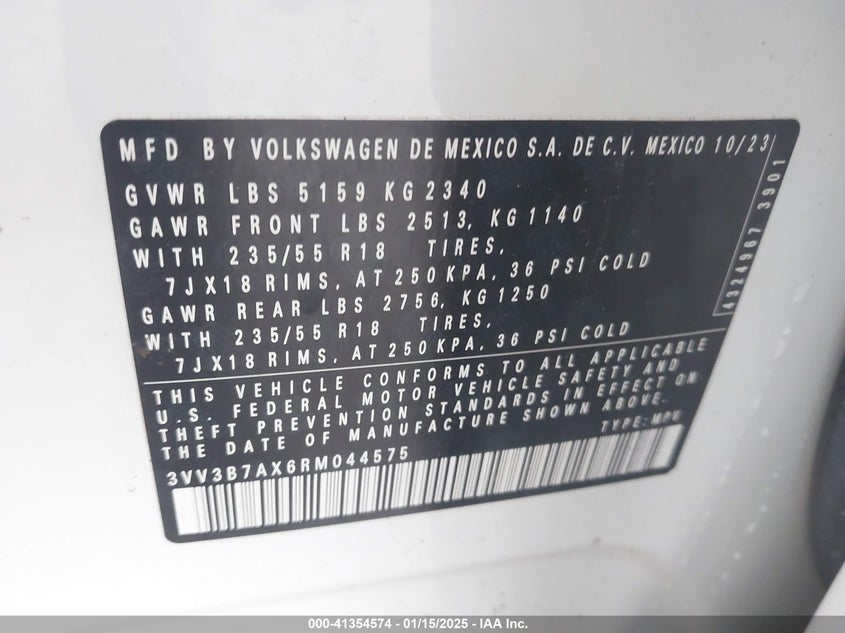 MFD BY VOLKSWAGEN DE MEXICO S.A. DE C.V. MEXICO 10/23
GVWR LBS 5159 KG 2340
GAWR FRONT LBS 2513, KG 1140
WITH 235/55 R18 TIRES,
7JX18 RIMS, AT 250 KPA, 36 PSI COLD
GAWR REAR LBS 2756, KG 1250
WITH 235/55 R18 TIRES,
7JX18 RIMS, AT 250 KPA, 36 PSI COLD
4324967 3901
THIS VEHICLE CONFORMS TO ALL APPLICABLE
U.S. FEDERAL MOTOR VEHICLE SAFETY AND
THEFT PREVENTION STANDARDS IN EFFECT ON
THE DATE OF MANUFACTURE SHOWN ABOVE.
TYPE: MPV
3VV3B7AX6RM044575
000-41354574 / 01/15/2025 / IAA Inc.